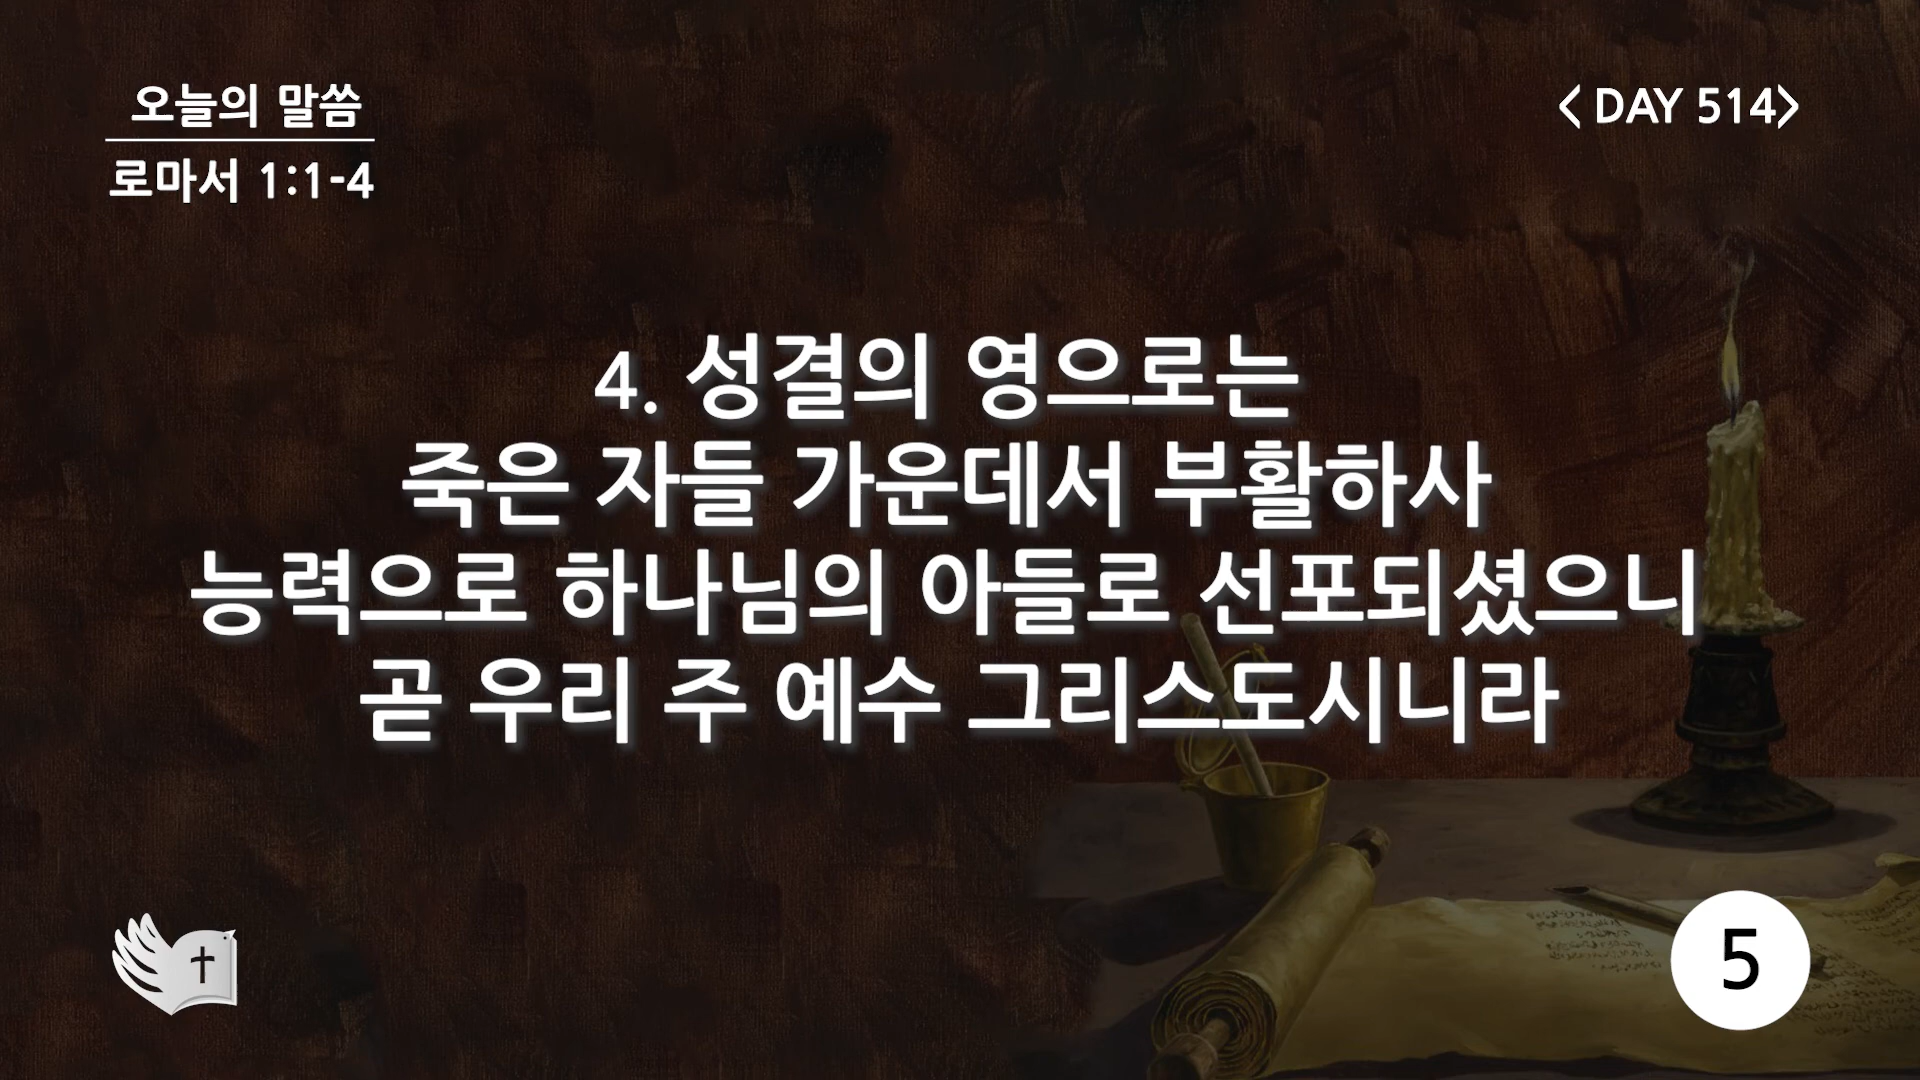 오늘의 말씀
로마서 1:1-4
< DAY 514>
4. 성결의 영으로는
죽은 자들 가운데서 부활하사
능력으로 하나님의 아들로 선포되셨으니
곧 우리 주 예수 그리스도시니라
5